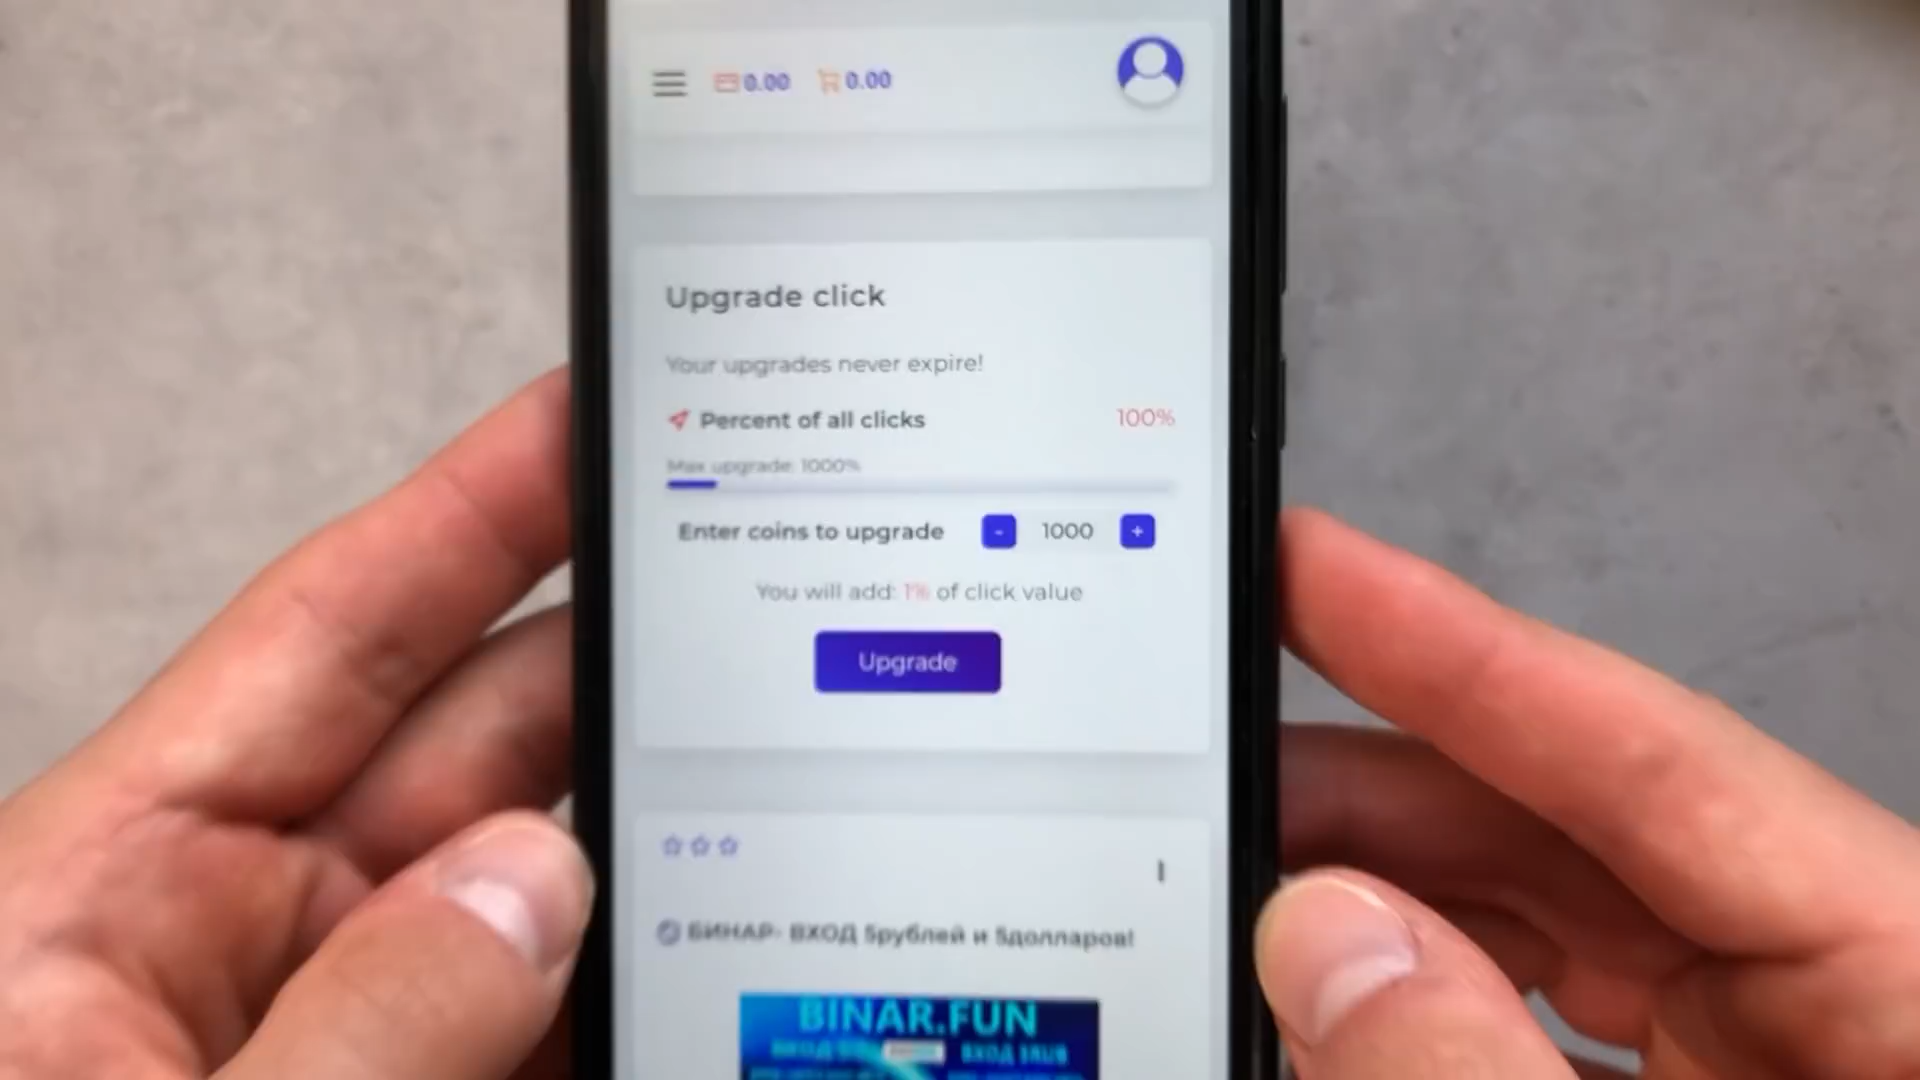 0.00 0.00
Upgrade click
Your upgrades never expire!
Percent of all clicks 100%
Max upgrade: 1000%
Enter coins to upgrade - 1000 +
You will add: 1% of click value
Upgrade
БИНАР- ВХОД 5рублей и 5долларов!
BINAR.FUN
ВХОД